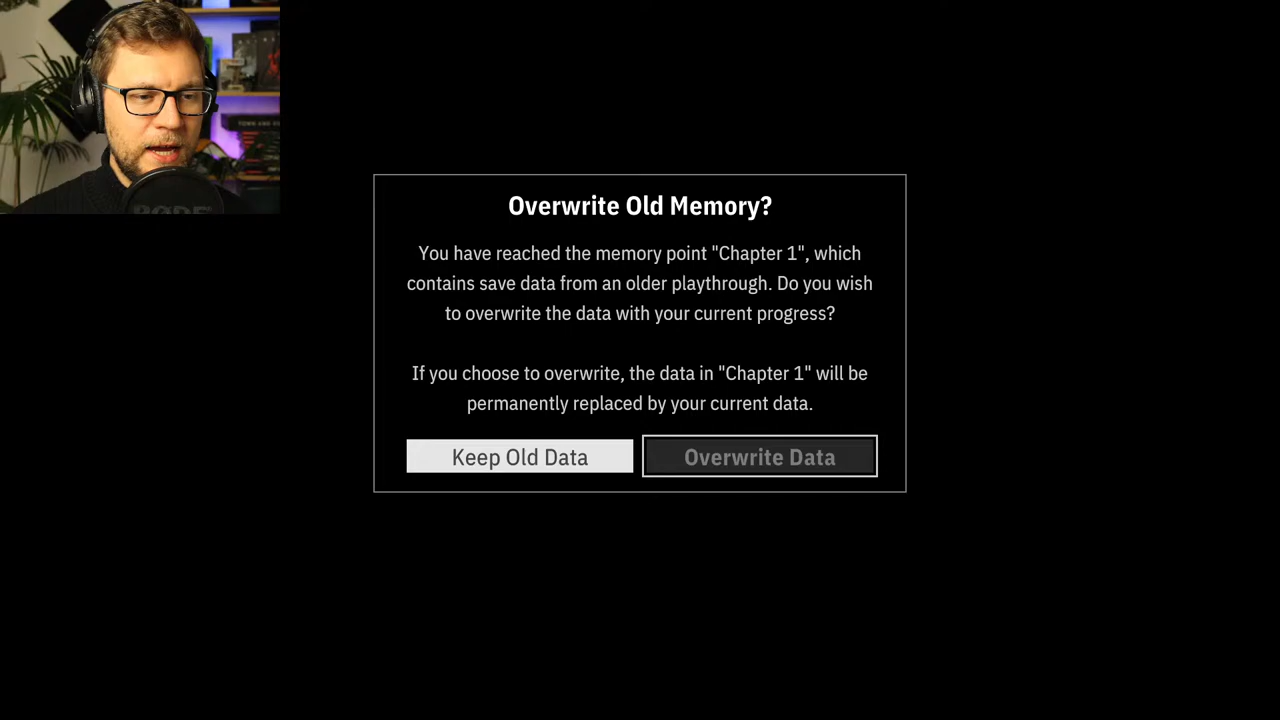 RODE
Overwrite Old Memory?
You have reached the memory point "Chapter 1", which
contains save data from an older playthrough. Do you wish
to overwrite the data with your current progress?
If you choose to overwrite, the data in "Chapter 1" will be
permanently replaced by your current data.
Keep Old Data
Overwrite Data